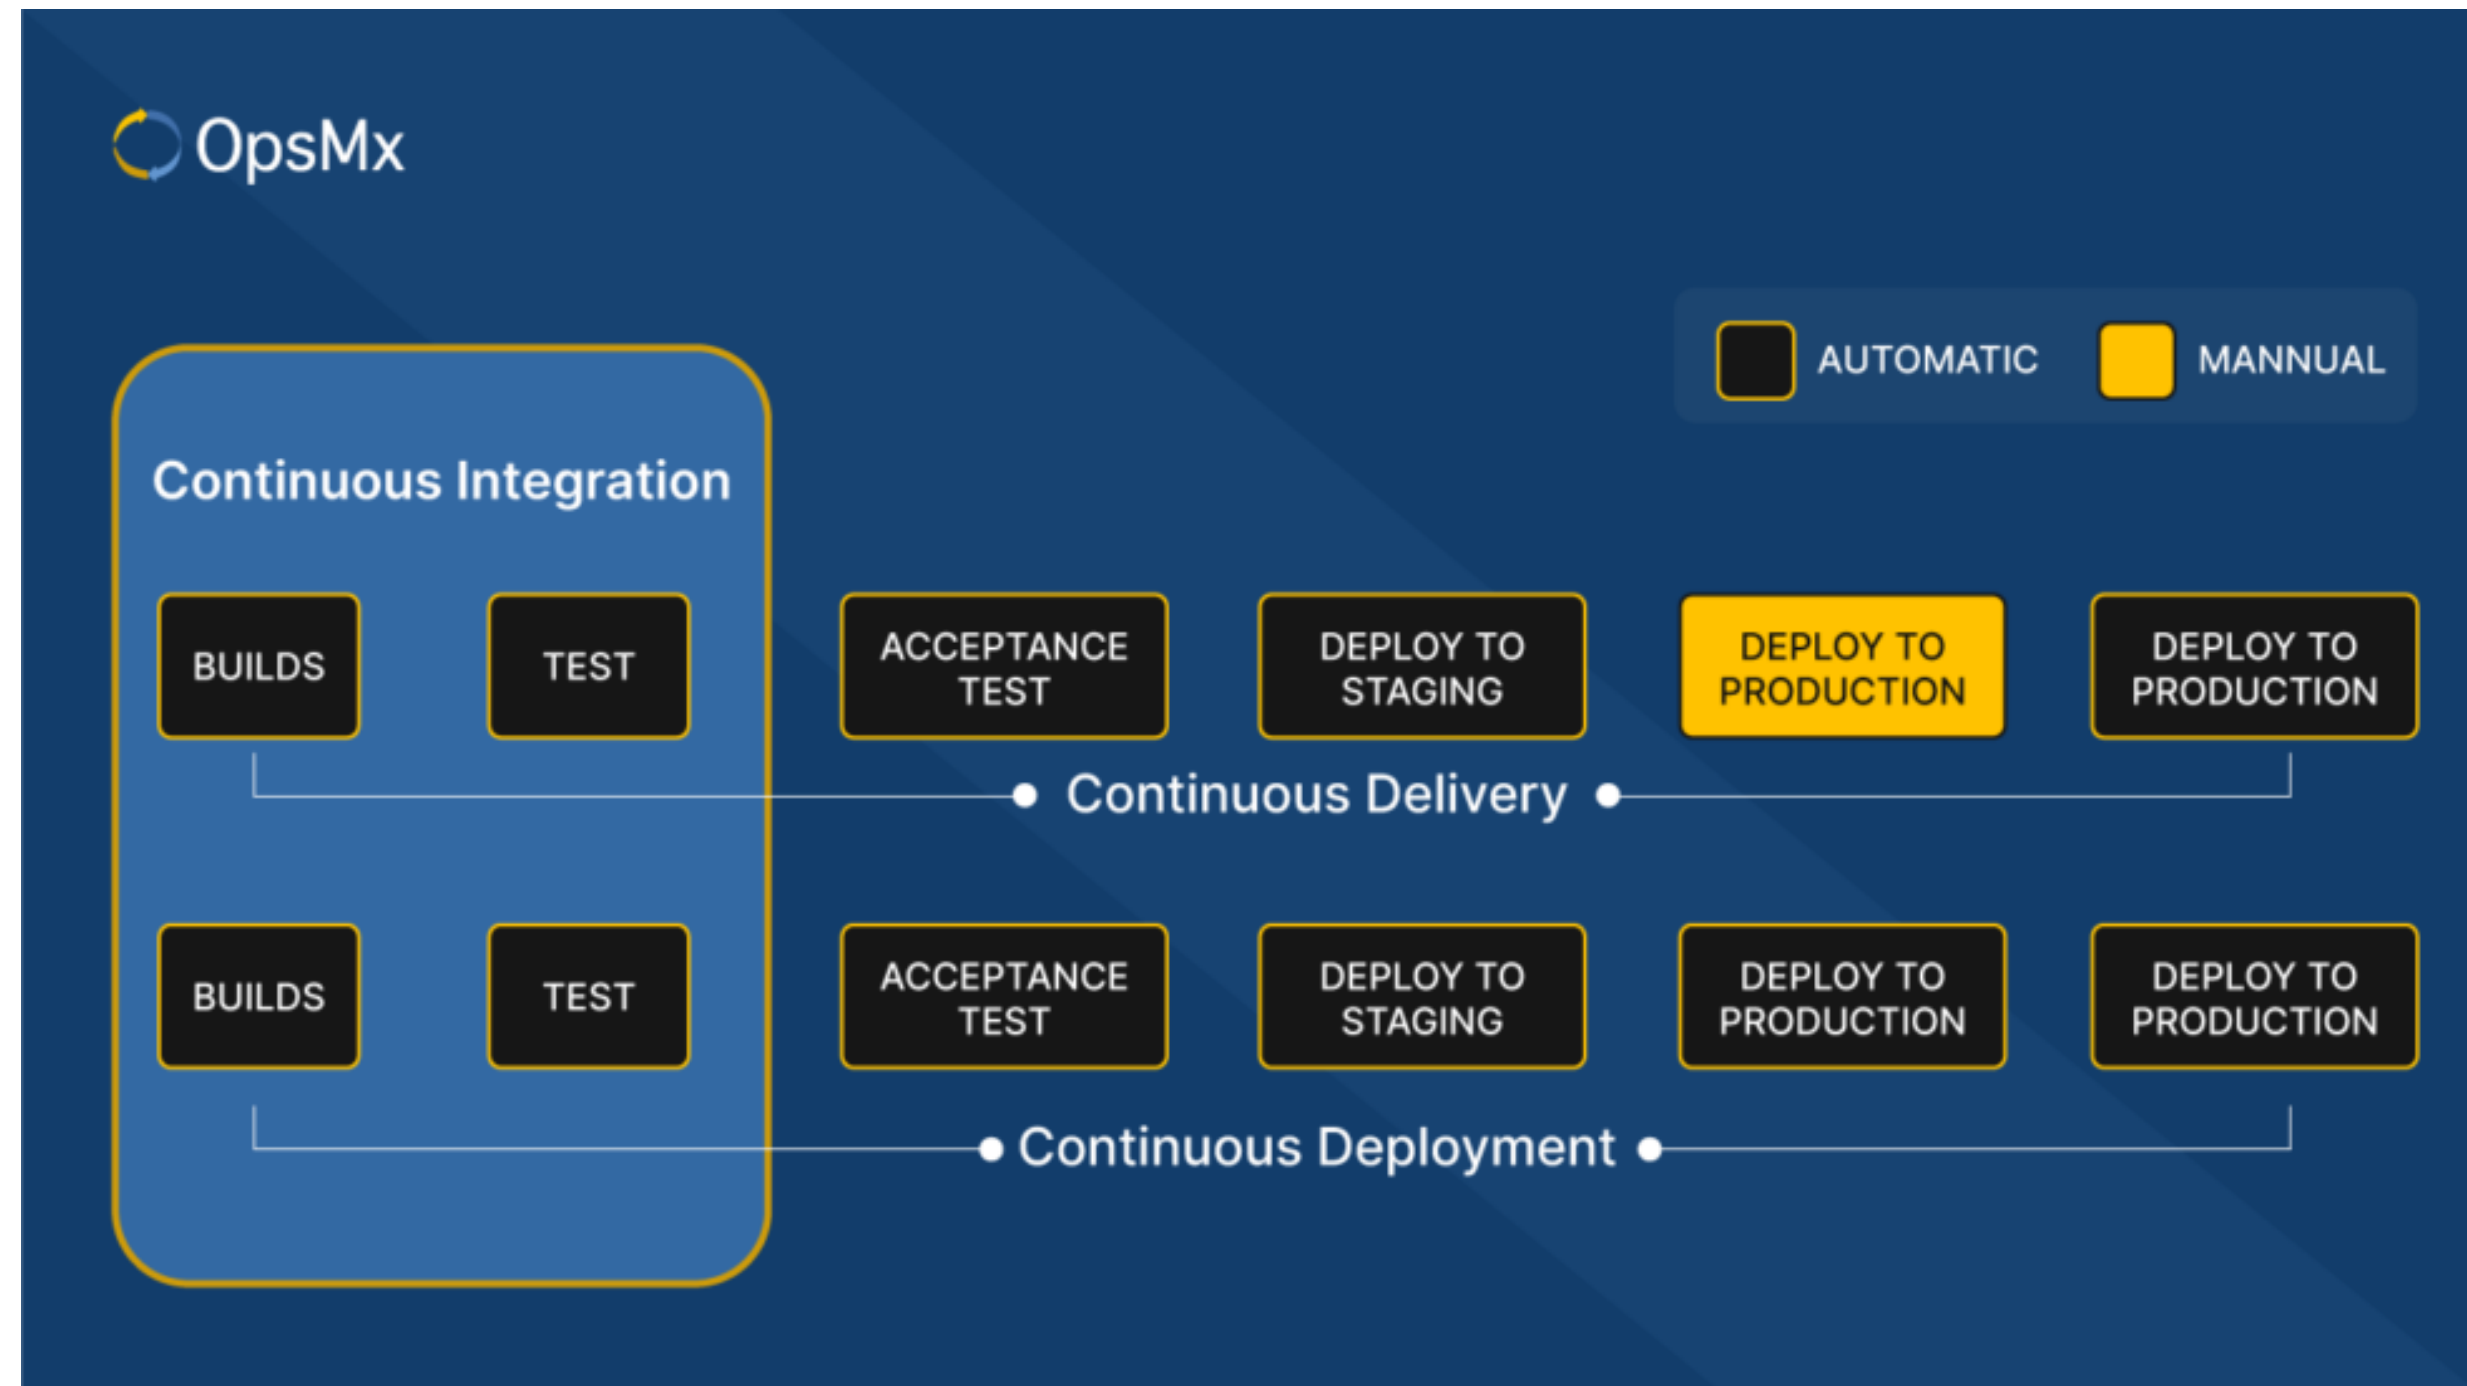 OpsMx
AUTOMATIC
MANNUAL
Continuous Integration
BUILDS
TEST
ACCEPTANCE
TEST
DEPLOY TO
STAGING
DEPLOY TO
PRODUCTION
DEPLOY TO
PRODUCTION
Continuous Delivery
BUILDS
TEST
ACCEPTANCE
TEST
DEPLOY TO
STAGING
DEPLOY TO
PRODUCTION
DEPLOY TO
PRODUCTION
Continuous Deployment